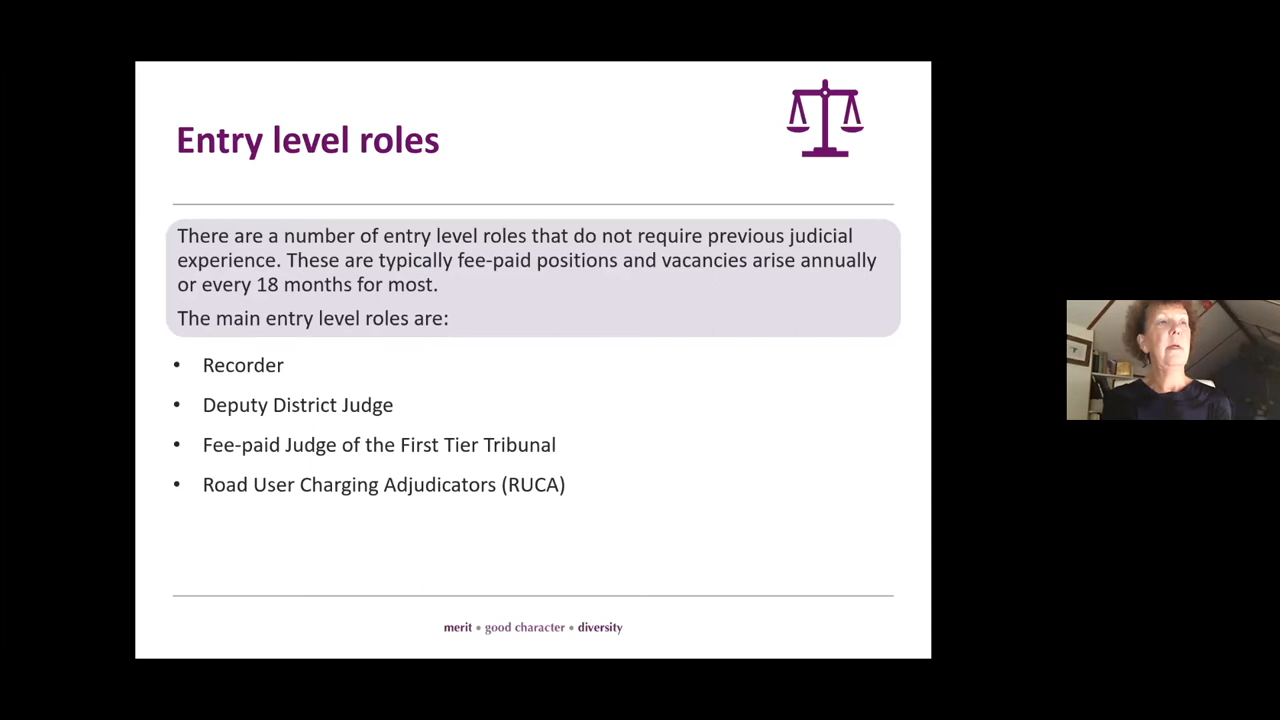 Entry level roles
There are a number of entry level roles that do not require previous judicial
experience. These are typically fee-paid positions and vacancies arise annually
or every 18 months for most.
The main entry level roles are:
• Recorder
• Deputy District Judge
• Fee-paid Judge of the First Tier Tribunal
• Road User Charging Adjudicators (RUCA)
merit • good character • diversity